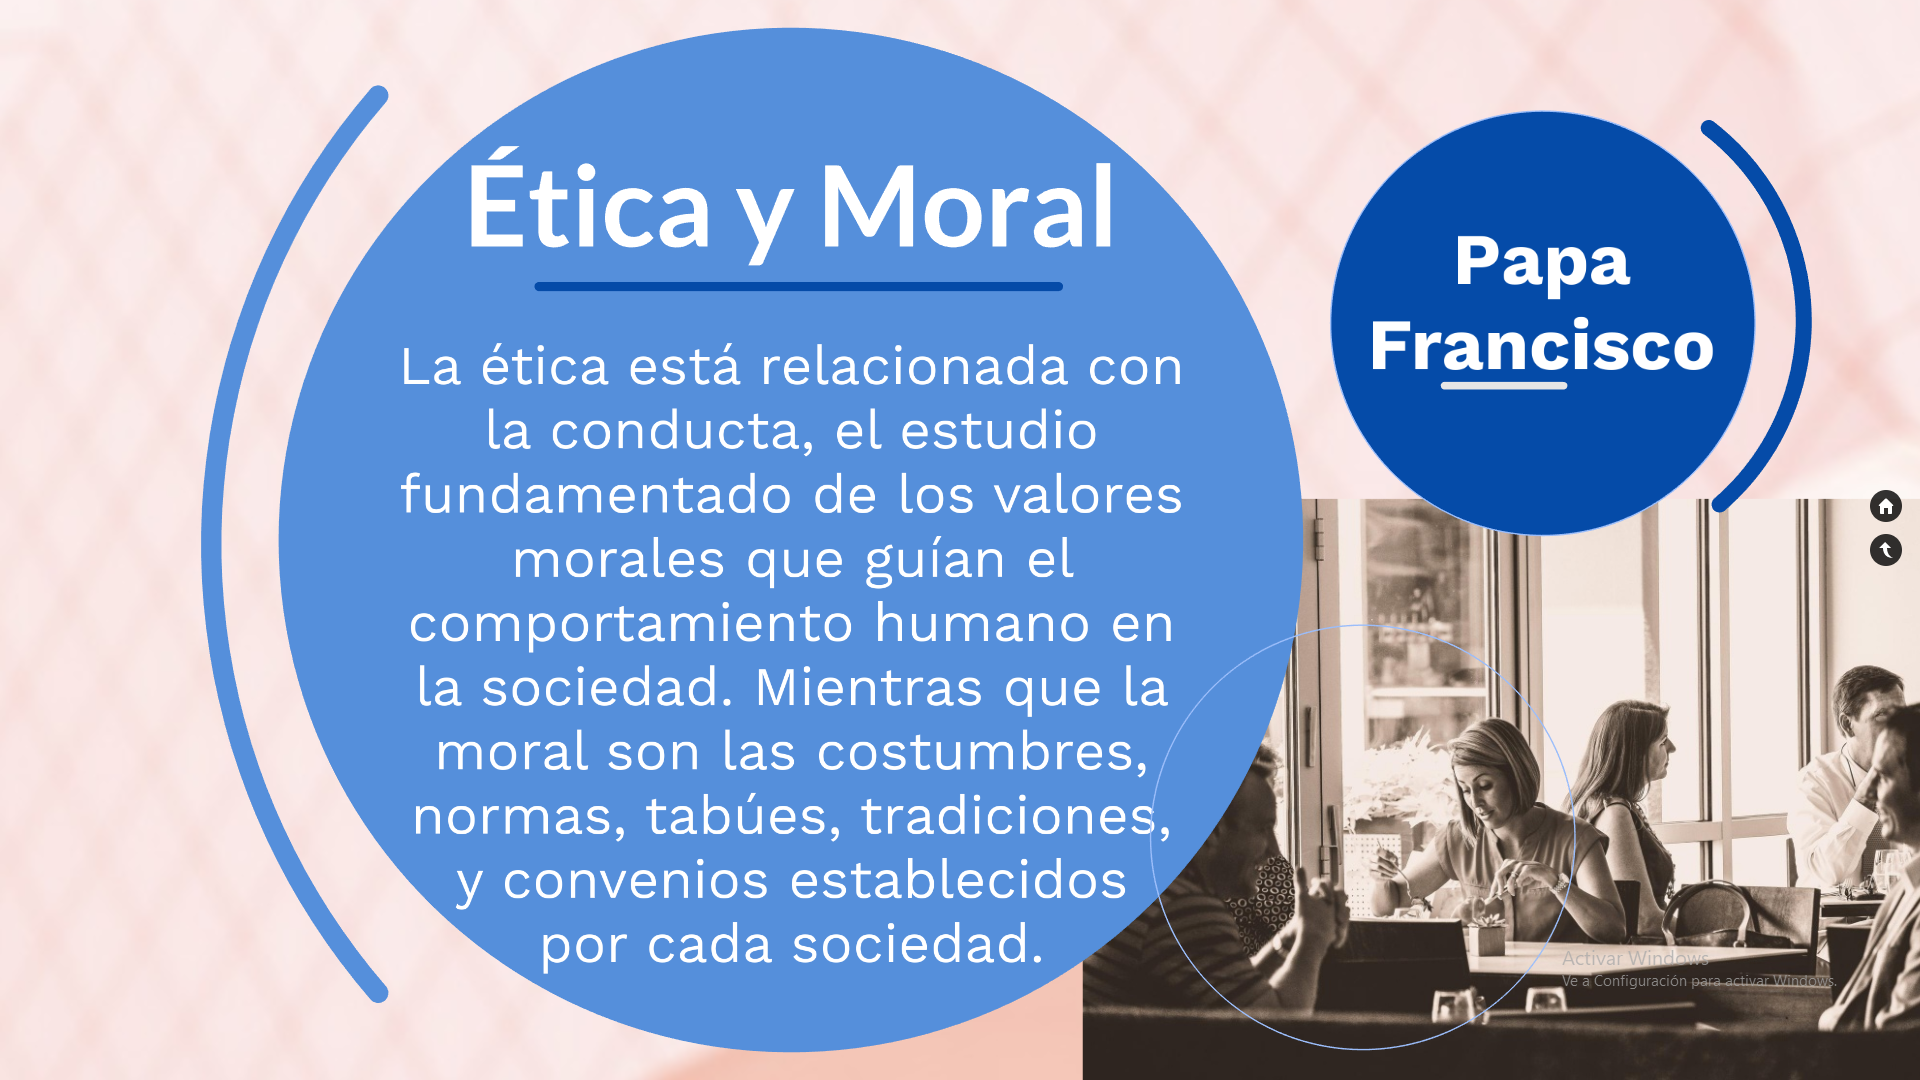 Ética y Moral
La ética está relacionada con
la conducta, el estudio
fundamentado de los valores
morales que guían el
comportamiento humano en
la sociedad. Mientras que la
moral son las costumbres,
normas, tabúes, tradiciones,
y convenios establecidos
por cada sociedad.
Papa
Francisco
Activar Windows
Ve a Configuración para activar Windows.